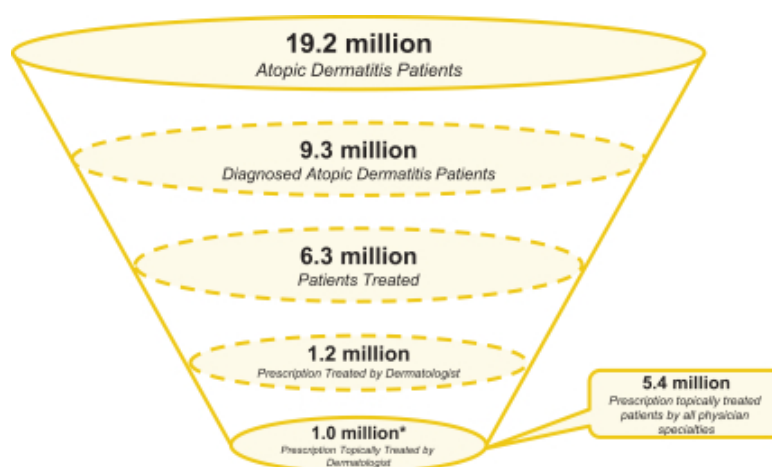 19.2 million
Atopic Dermatitis Patients
9.3 million
Diagnosed Atopic Dermatitis Patients
6.3 million
Patients Treated
1.2 million
Prescription Treated by Dermatologist
1.0 million*
Prescription Topically Treated by
Dermatologist
5.4 million
Prescription topically treated
patients by all physician
specialties